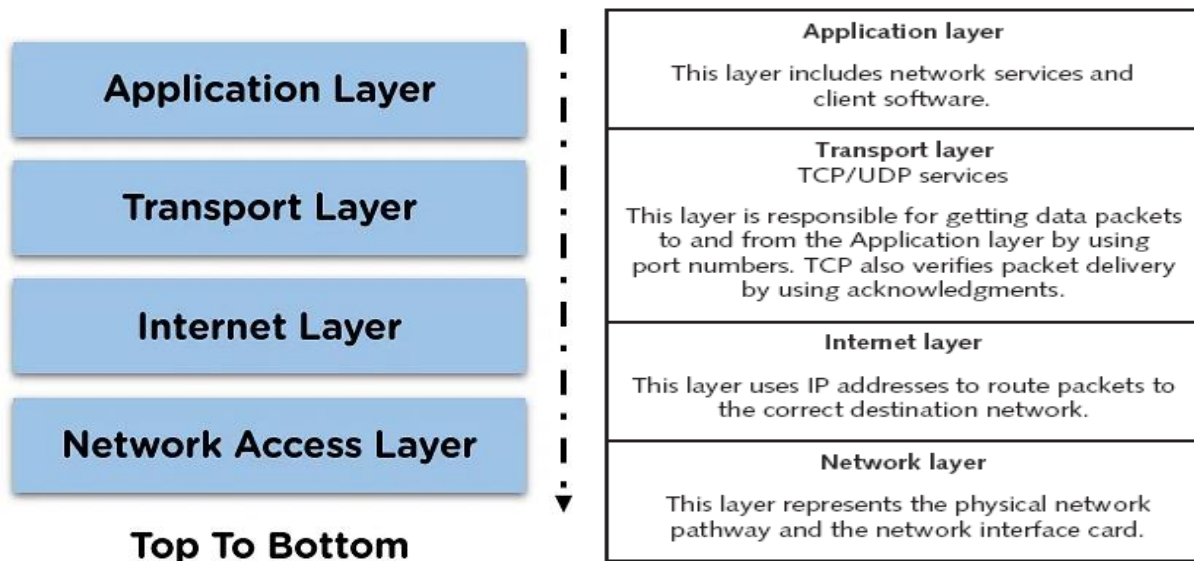 Application Layer
Transport Layer
Internet Layer
Network Access Layer
Top To Bottom
Application layer
This layer includes network services and
client software.
Transport layer
TCP/UDP services
This layer is responsible for getting data packets
to and from the Application layer by using
port numbers. TCP also verifies packet delivery
by using acknowledgments.
Internet layer
This layer uses IP addresses to route packets to
the correct destination network.
Network layer
This layer represents the physical network
pathway and the network interface card.